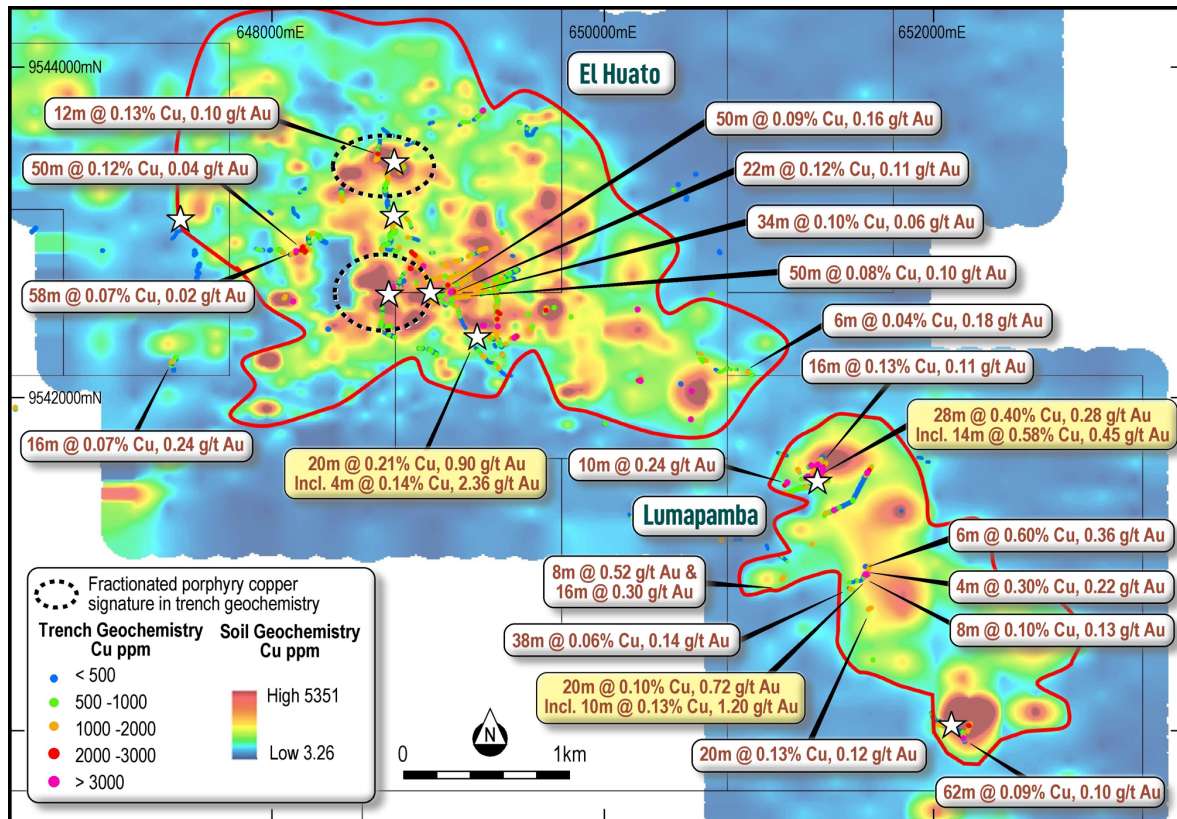 648000mE
650000mE
652000mE
9544000mN
El Huato
12m @ 0.13% Cu, 0.10 g/t Au
50m @ 0.09% Cu, 0.16 g/t Au
50m @ 0.12% Cu, 0.04 g/t Au
22m @ 0.12% Cu, 0.11 g/t Au
34m @ 0.10% Cu, 0.06 g/t Au
50m @ 0.08% Cu, 0.10 g/t Au
58m @ 0.07% Cu, 0.02 g/t Au
6m @ 0.04% Cu, 0.18 g/t Au
16m @ 0.13% Cu, 0.11 g/t Au
9542000mN
28m @ 0.40% Cu, 0.28 g/t Au
Incl. 14m @ 0.58% Cu, 0.45 g/t Au
16m @ 0.07% Cu, 0.24 g/t Au
20m @ 0.21% Cu, 0.90 g/t Au
Incl. 4m @ 0.14% Cu, 2.36 g/t Au
10m @ 0.24 g/t Au
Lumapamba
6m @ 0.60% Cu, 0.36 g/t Au
8m @ 0.52 g/t Au &
16m @ 0.30 g/t Au
4m @ 0.30% Cu, 0.22 g/t Au
8m @ 0.10% Cu, 0.13 g/t Au
38m @ 0.06% Cu, 0.14 g/t Au
20m @ 0.10% Cu, 0.72 g/t Au
Incl. 10m @ 0.13% Cu, 1.20 g/t Au
20m @ 0.13% Cu, 0.12 g/t Au
62m @ 0.09% Cu, 0.10 g/t Au
Fractionated porphyry copper
signature in trench geochemistry
Trench Geochemistry
Cu ppm
< 500
500 -1000
1000 -2000
2000 -3000
> 3000
Soil Geochemistry
Cu ppm
High 5351
Low 3.26
N
0
1km